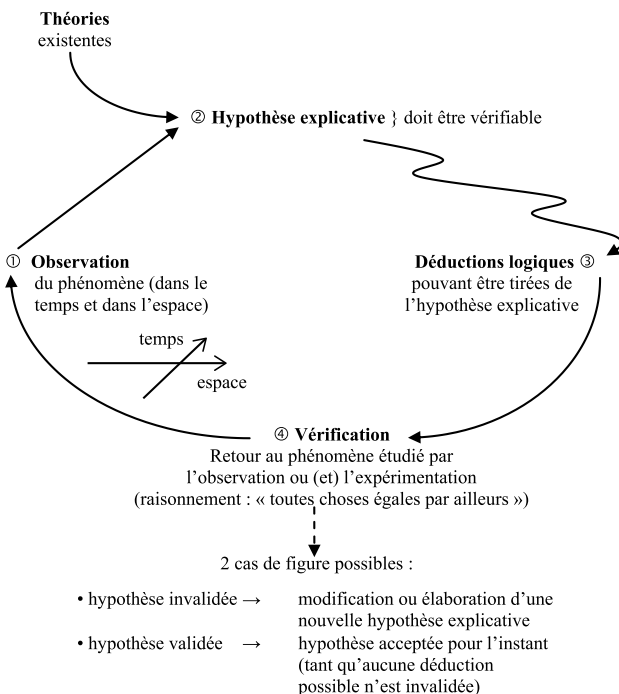 Théories
existentes
② Hypothèse explicative } doit être vérifiable
① Observation
du phénomène (dans le
temps et dans l’espace)
Déductions logiques ③
pouvant être tirées de
l’hypothèse explicative
temps
espace
④ Vérification
Retour au phénomène étudié par
l’observation ou (et) l’expérimentation
(raisonnement : « toutes choses égales par ailleurs »)
2 cas de figure possibles :
• hypothèse invalidée → modification ou élaboration d’une
nouvelle hypothèse explicative
• hypothèse validée → hypothèse acceptée pour l’instant
(tant qu’aucune déduction
possible n’est invalidée)